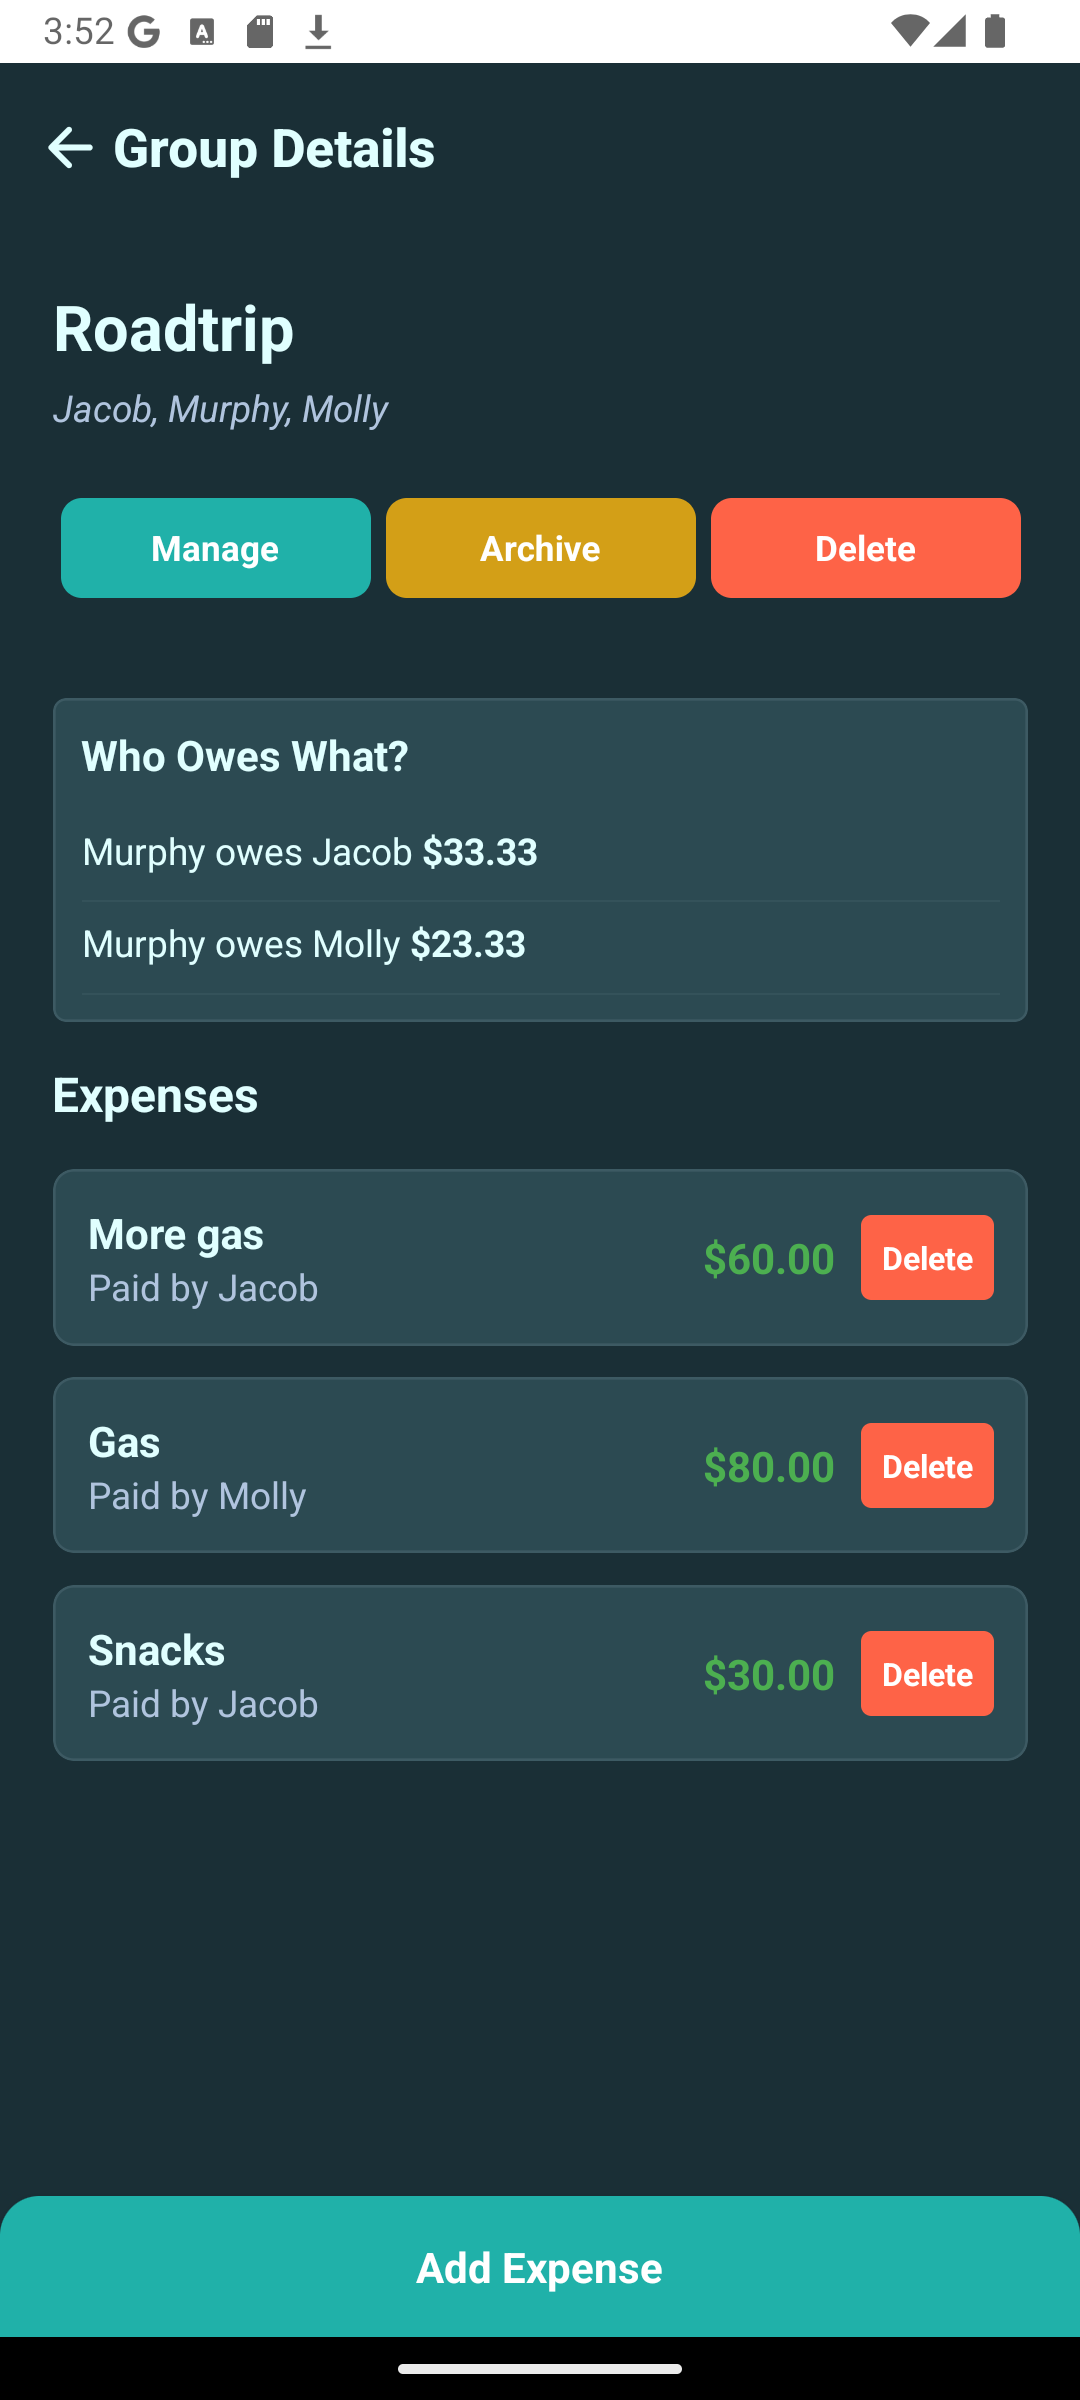 3:52
Group Details
Roadtrip
Jacob, Murphy, Molly
Manage
Archive
Delete
Who Owes What?
Murphy owes Jacob $33.33
Murphy owes Molly $23.33
Expenses
More gas
Paid by Jacob
$60.00
Delete
Gas
Paid by Molly
$80.00
Delete
Snacks
Paid by Jacob
$30.00
Delete
Add Expense